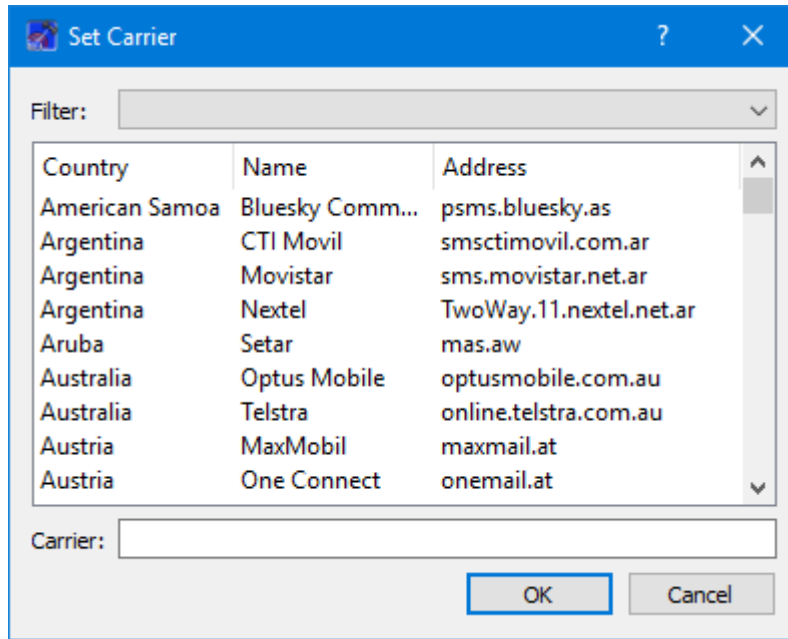 Set Carrier ?
Filter:
Country Name Address
American Samoa Bluesky Comm... psms.bluesky.as
Argentina CTI Movil smsctimovil.com.ar
Argentina Movistar sms.movistar.net.ar
Argentina Nextel TwoWay.11.nextel.net.ar
Aruba Setar mas.aw
Australia Optus Mobile optusmobile.com.au
Australia Telstra online.telstra.com.au
Austria MaxMobil maxmail.at
Austria One Connect onemail.at
Carrier:
OK Cancel